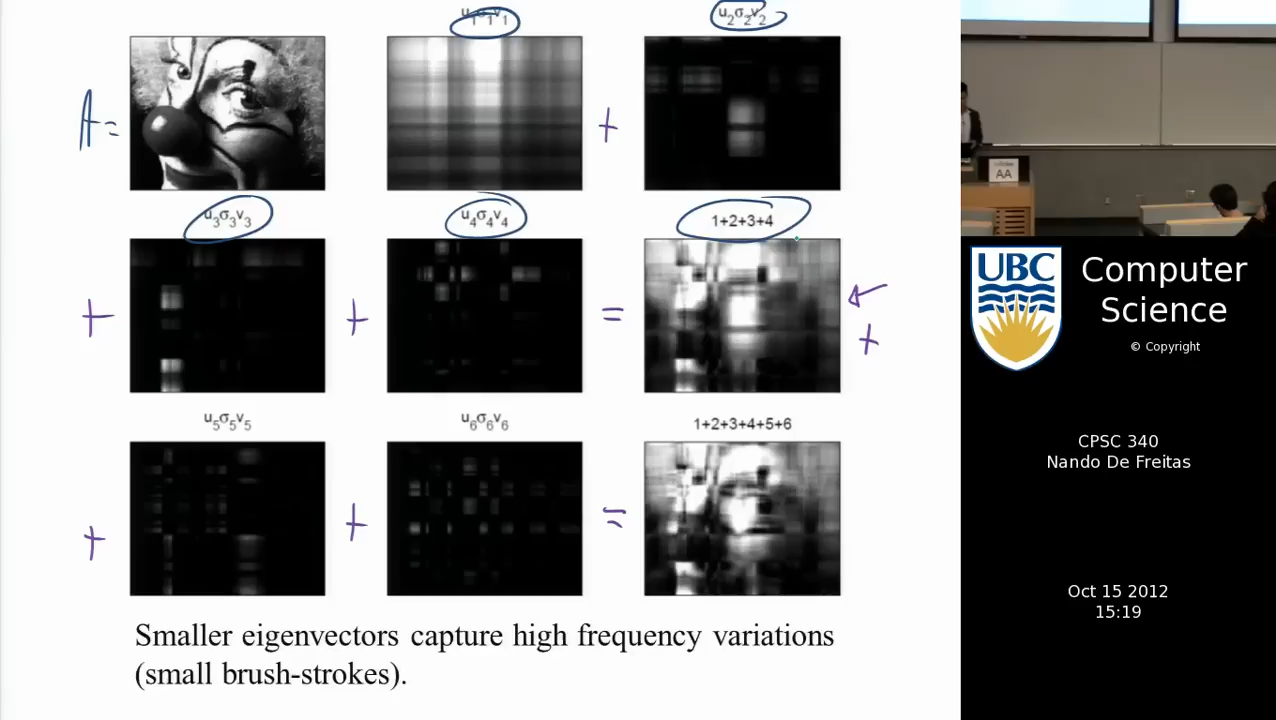 u1σ1v1
u2σ2v2
A=
+
u3σ3v3
u4σ4v4
1+2+3+4
+
+
=
+
u5σ5v5
u6σ6v6
1+2+3+4+5+6
+
+
=
Smaller eigenvectors capture high frequency variations
(small brush-strokes).
AA
UBC
Computer
Science
© Copyright
CPSC 340
Nando De Freitas
Oct 15 2012
15:19